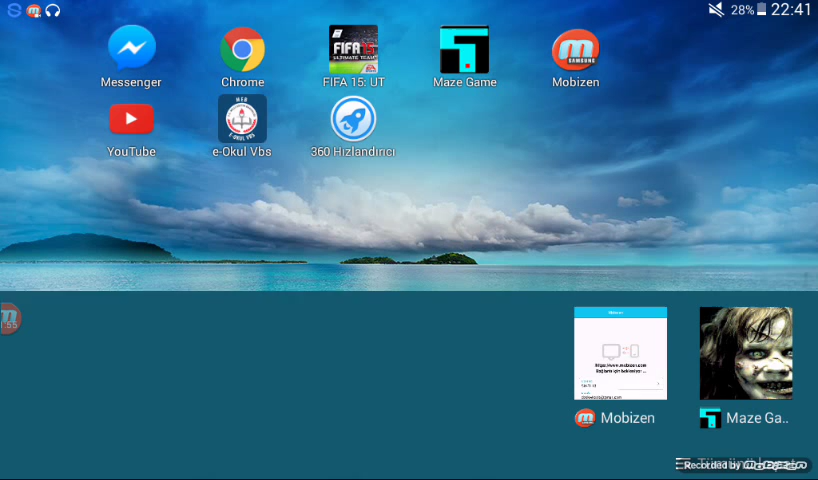 28% 22:41
Messenger
Chrome
FIFA 15: UT
Maze Game
Mobizen
YouTube
e-Okul Vbs
360 Hızlandırıcı
Mobizen
Maze Ga..
Recorded by